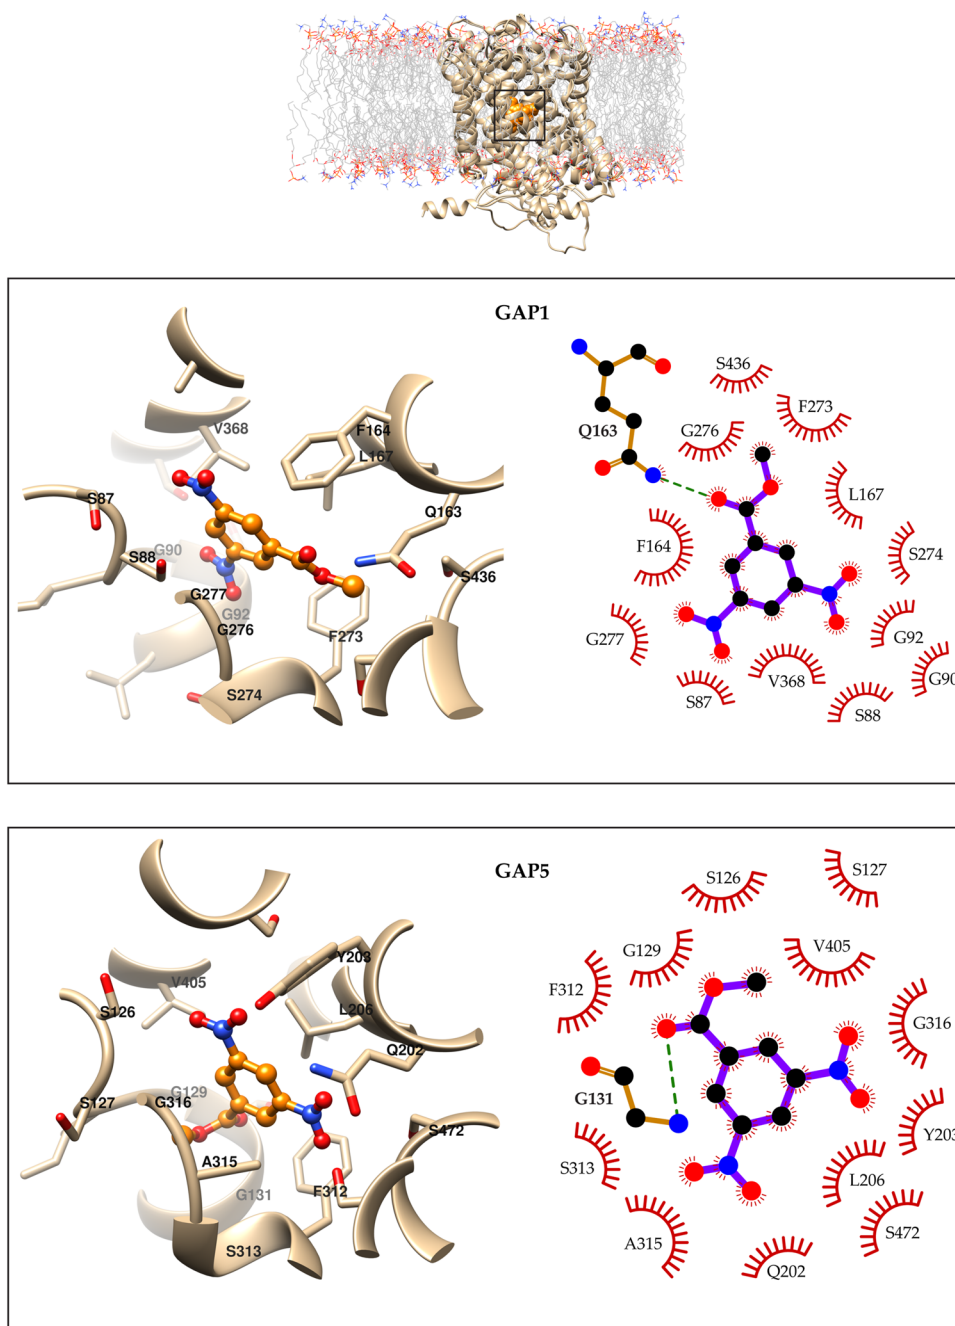 GAP1
F164
V368
L167
S87
Q163
G90
S88
S436
G277
G92
G276
F273
S274
S436
F273
G276
Q163
L167
F164
S274
G277
G92
G90
V368
S87
S88
GAP5
Y203
V405
S126
L206
Q202
G129
S127
G316
S472
A315
G131
F312
S313
S127
S126
V405
G129
F312
G316
G131
Y203
S313
L206
S472
A315
Q202